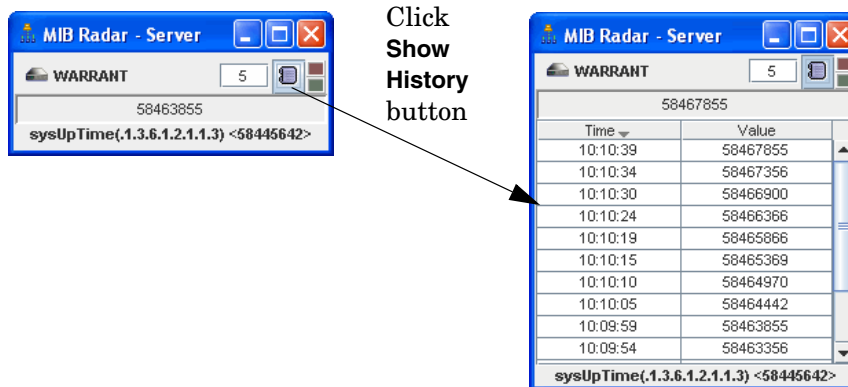 MIB Radar - Server
WARRANT 5
58463855
sysUpTime(.1.3.6.1.2.1.1.3) <58445642>
Click
Show
History
button
MIB Radar - Server
WARRANT 5
58467855
Time Value
10:10:39 58467855
10:10:34 58467356
10:10:30 58466900
10:10:24 58466366
10:10:19 58465866
10:10:15 58465369
10:10:10 58464970
10:10:05 58464442
10:09:59 58463855
10:09:54 58463356
sysUpTime(.1.3.6.1.2.1.1.3) <58445642>